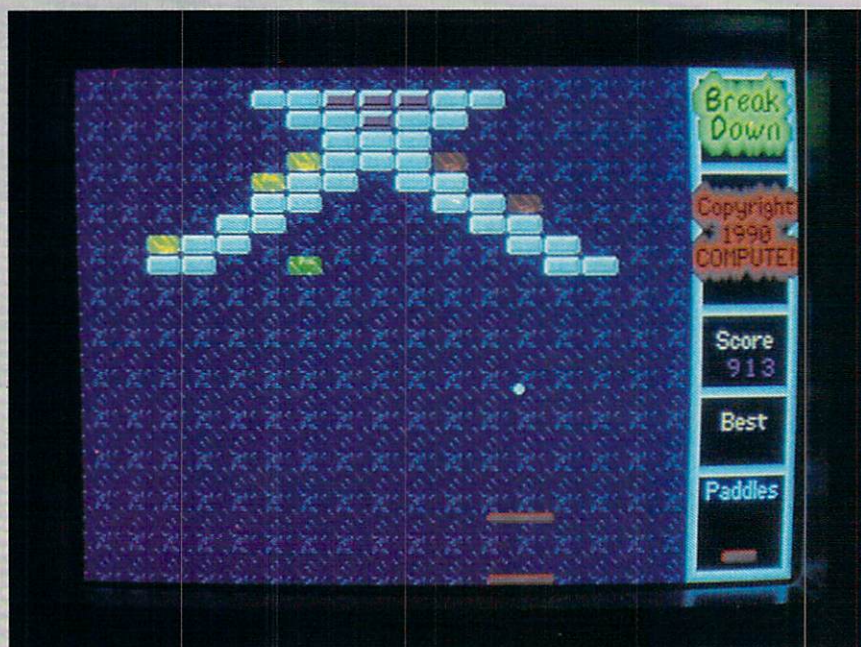 Break
Down
Copyright
1990
COMPUTE!
Score
913
Best
Paddles